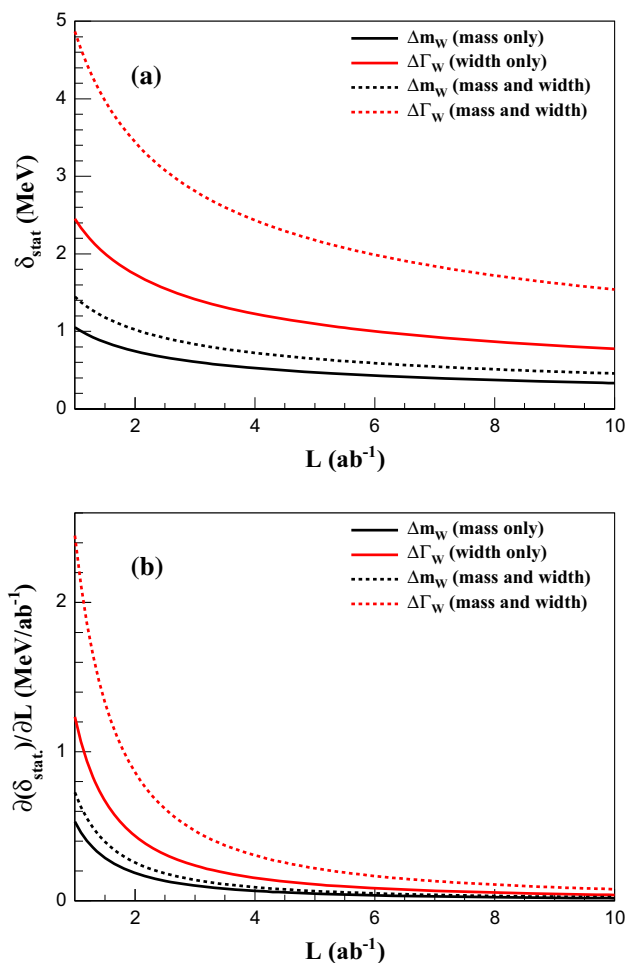 5
4
3
2
1
0
δstat (MeV)
(a)
ΔmW (mass only)
ΔΓW (width only)
ΔmW (mass and width)
ΔΓW (mass and width)
2 4 6 8 10
L (ab-1)
2
1
0
∂(δstat.)/∂L (MeV/ab-1)
(b)
ΔmW (mass only)
ΔΓW (width only)
ΔmW (mass and width)
ΔΓW (mass and width)
2 4 6 8 10
L (ab-1)